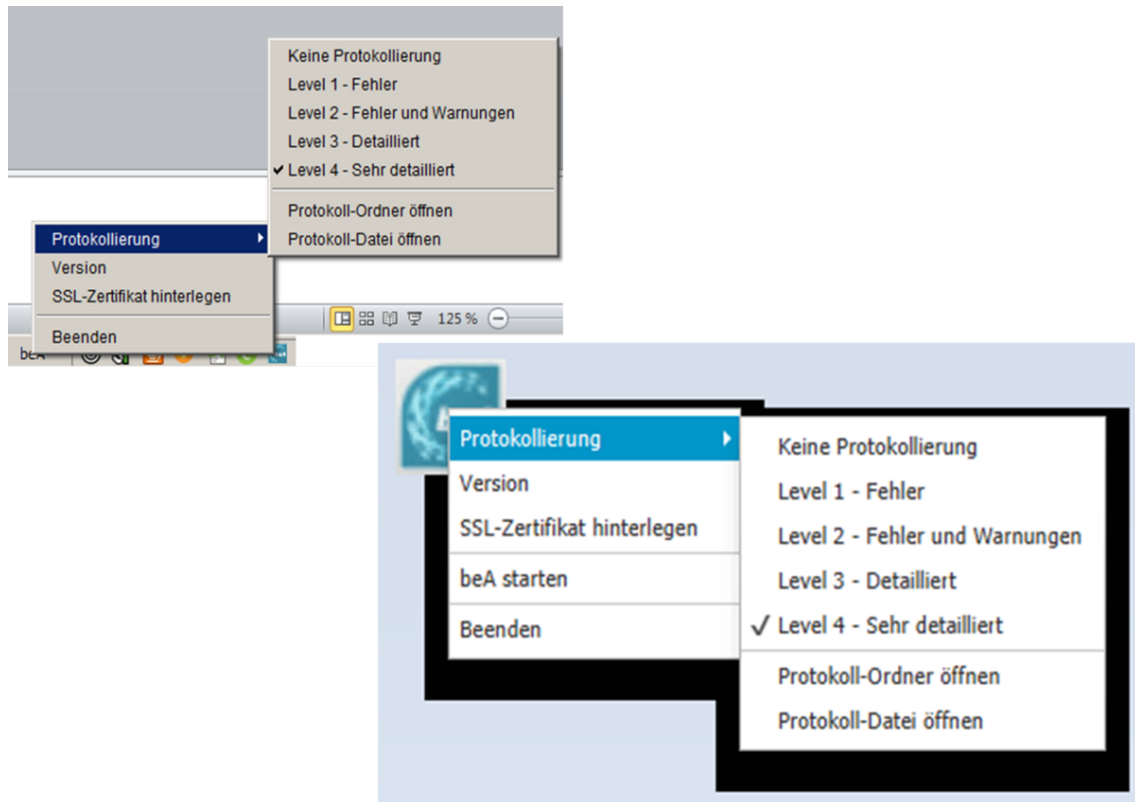 Keine Protokollierung
Level 1 - Fehler
Level 2 - Fehler und Warnungen
Level 3 - Detailliert
Level 4 - Sehr detailliert
Protokoll-Ordner öffnen
Protokoll-Datei öffnen
Protokollierung
Version
SSL-Zertifikat hinterlegen
Beenden
125 %
beA
Protokollierung
Version
SSL-Zertifikat hinterlegen
beA starten
Beenden
Keine Protokollierung
Level 1 - Fehler
Level 2 - Fehler und Warnungen
Level 3 - Detailliert
Level 4 - Sehr detailliert
Protokoll-Ordner öffnen
Protokoll-Datei öffnen